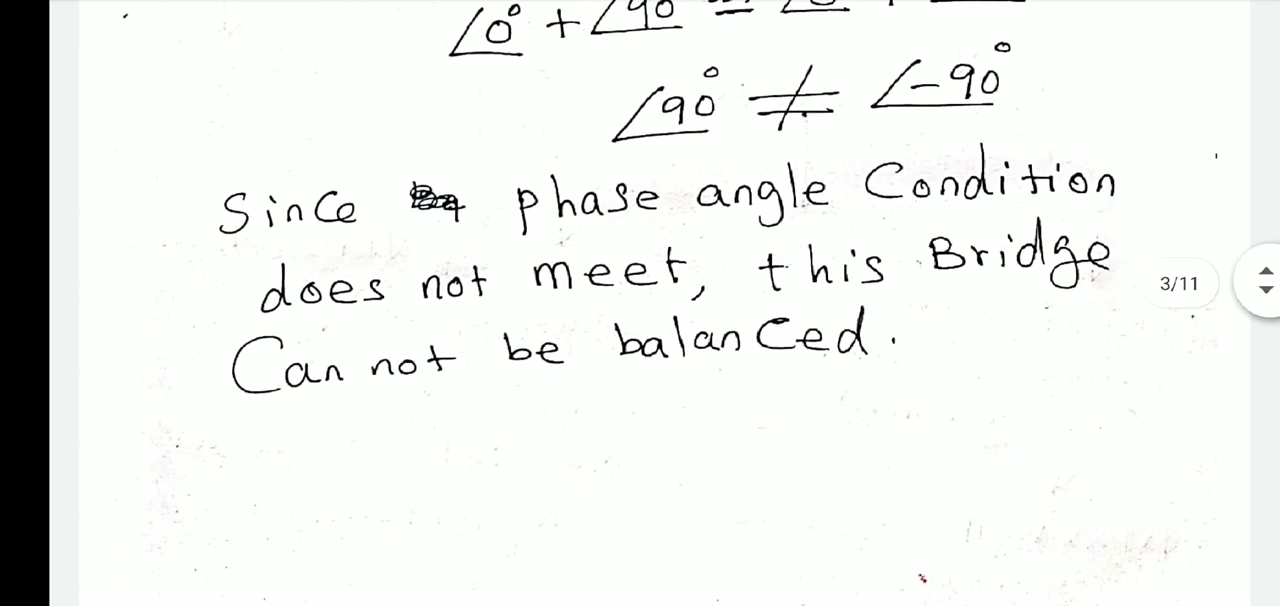 ∠0° + ∠90 =
∠90° ≠ ∠-90°
Since phase angle Condition
does not meet, this Bridge
3/11
Can not be balanced.